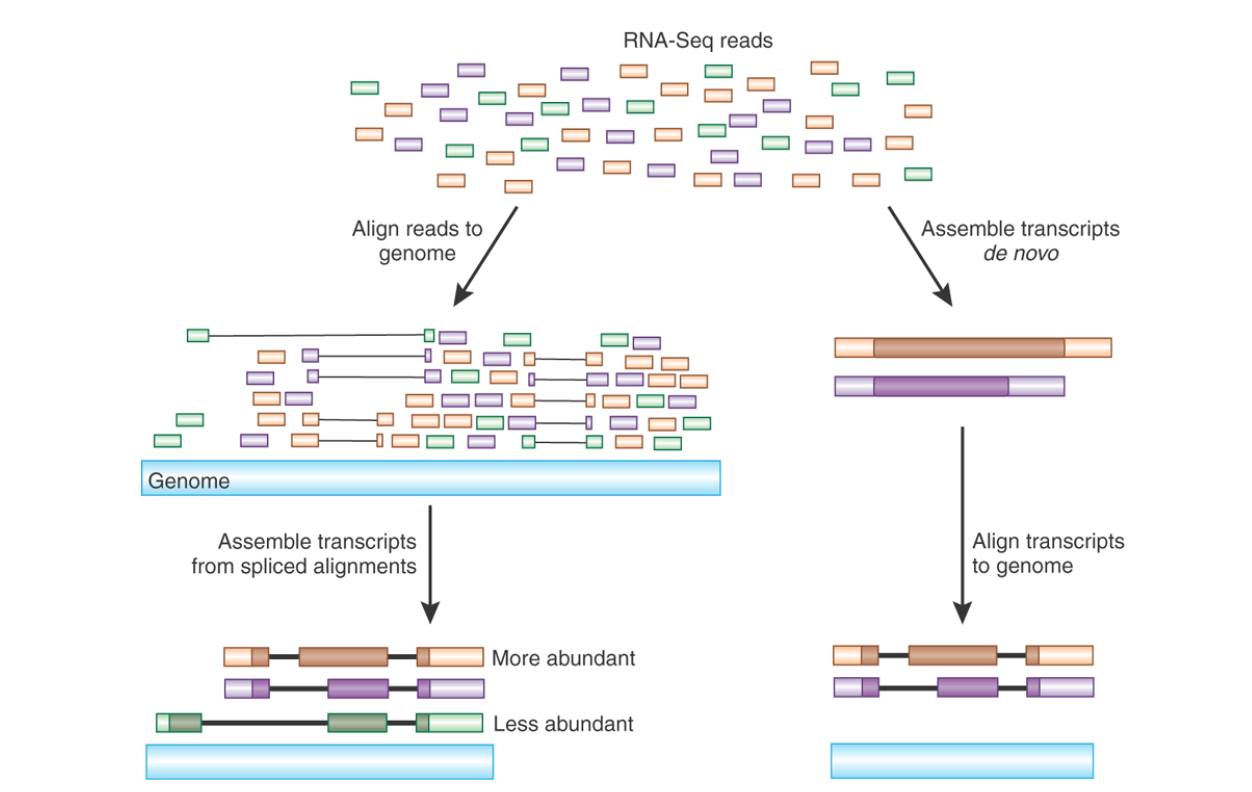 RNA-Seq reads
Align reads to
genome
Assemble transcripts
de novo
Genome
Assemble transcripts
from spliced alignments
Align transcripts
to genome
More abundant
Less abundant